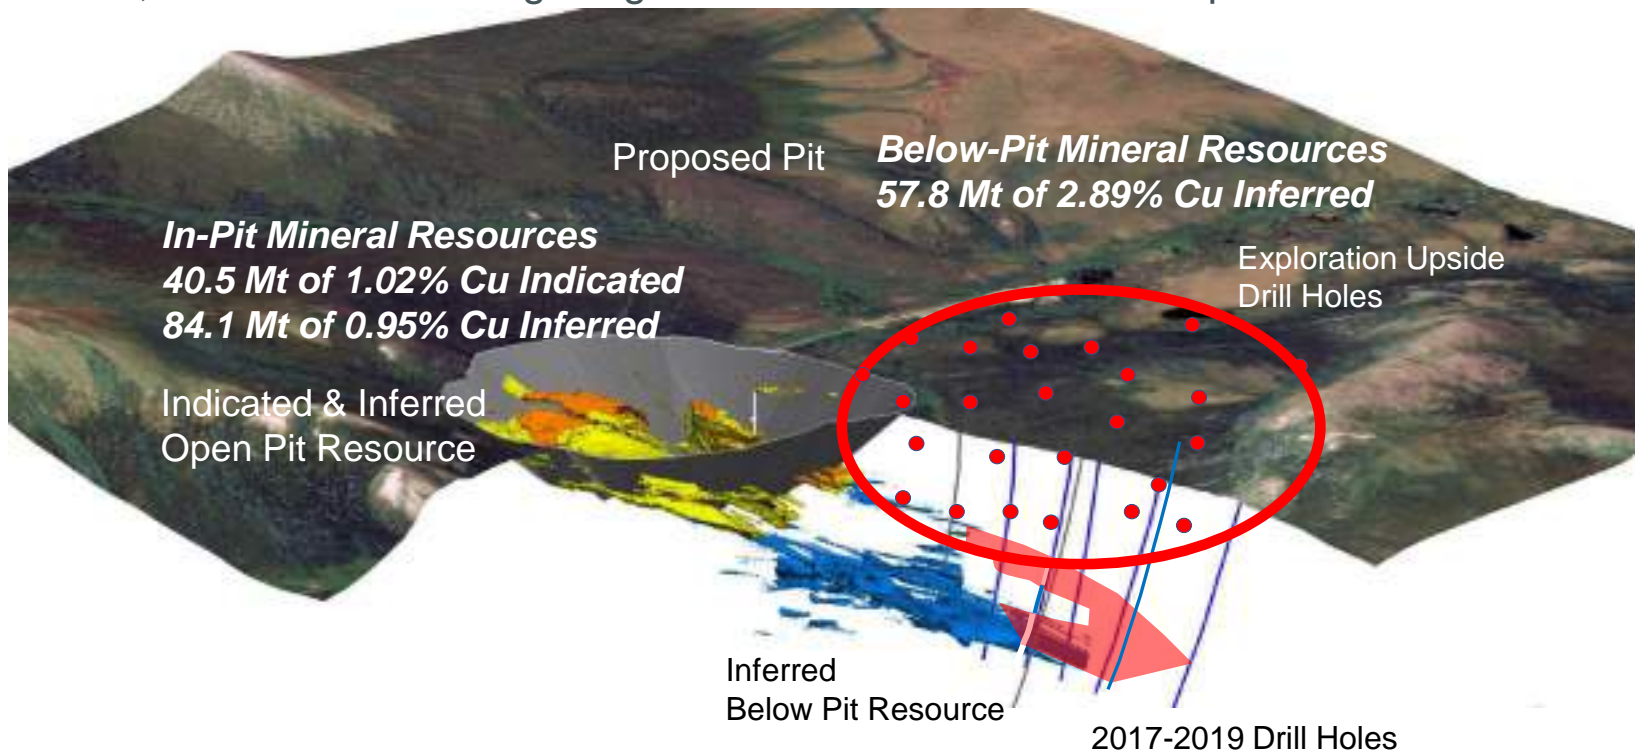 Proposed Pit
Below-Pit Mineral Resources
57.8 Mt of 2.89% Cu Inferred
In-Pit Mineral Resources
40.5 Mt of 1.02% Cu Indicated
84.1 Mt of 0.95% Cu Inferred
Exploration Upside
Drill Holes
Indicated & Inferred
Open Pit Resource
Inferred
Below Pit Resource
2017-2019 Drill Holes